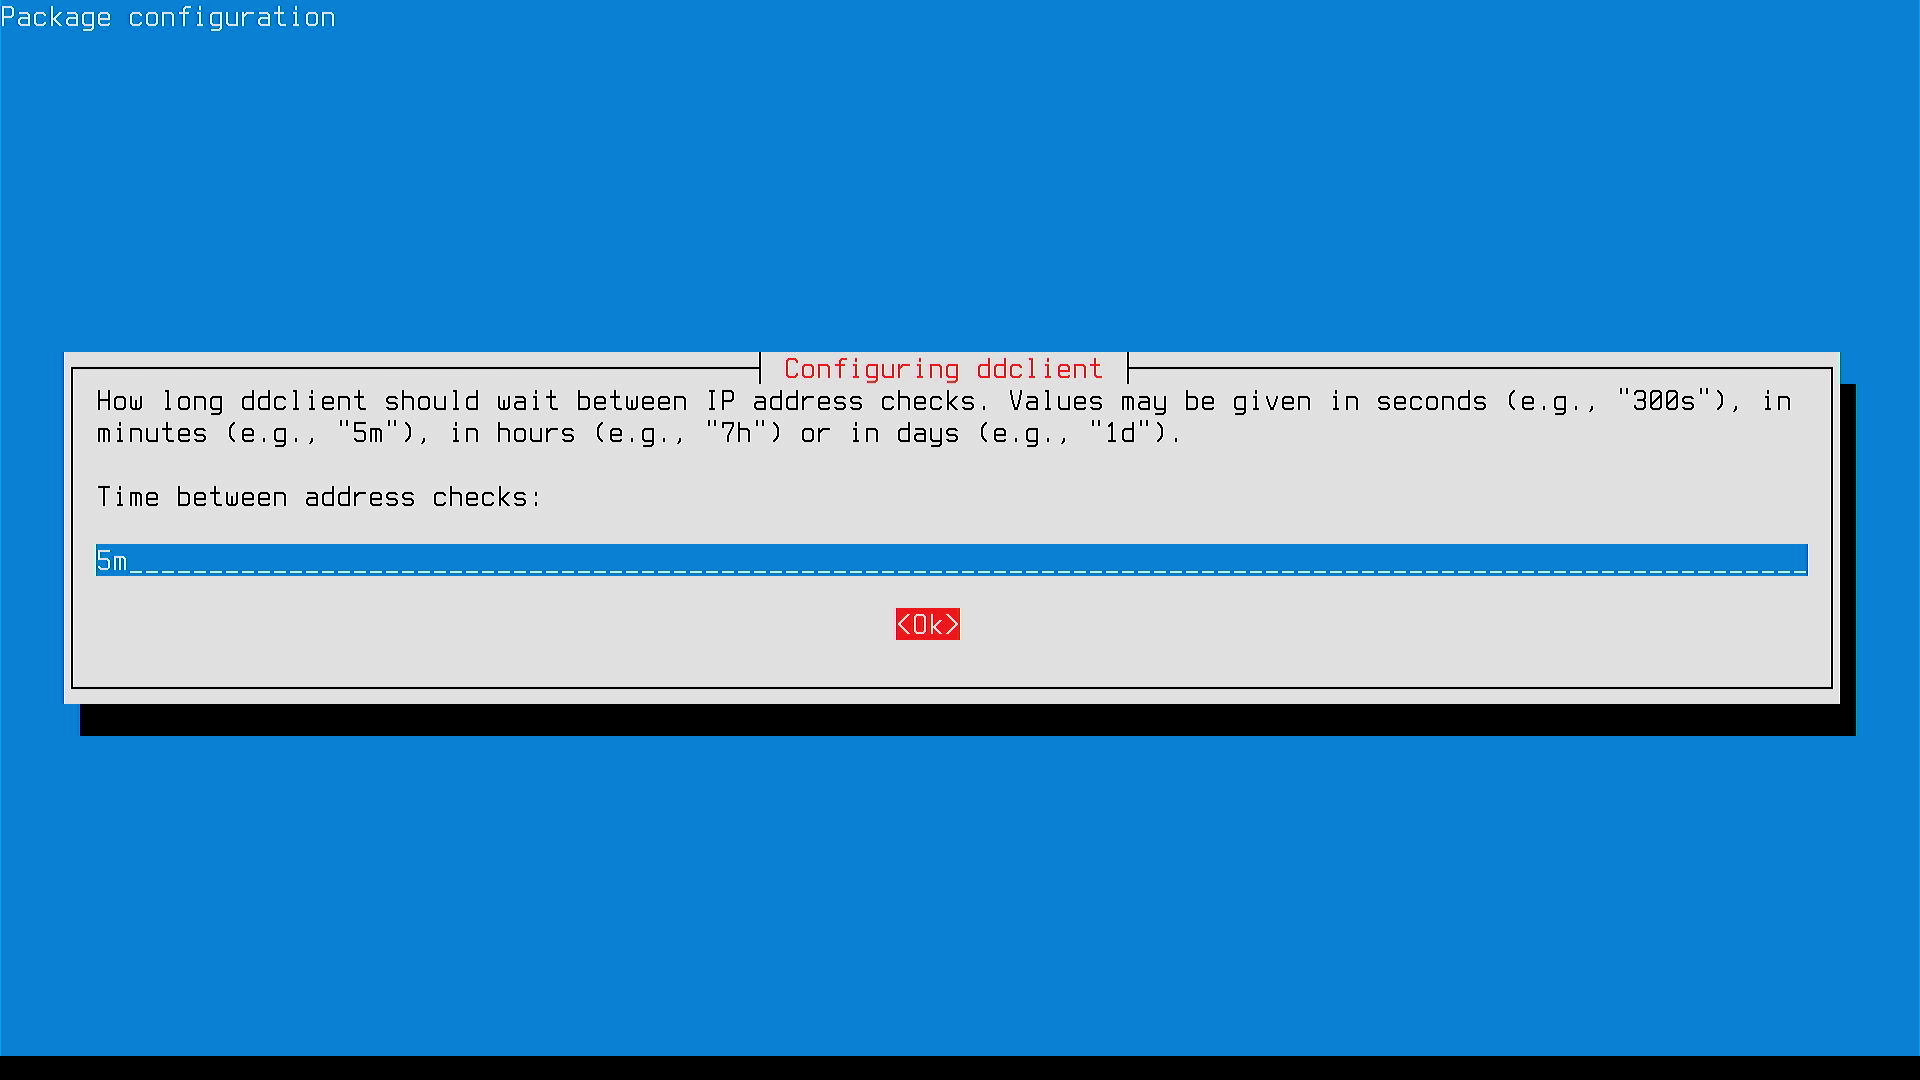 Package configuration
Configuring ddclient
How long ddclient should wait between IP address checks. Values may be given in seconds (e.g., "300s"), in
minutes (e.g., "5m"), in hours (e.g., "7h") or in days (e.g., "1d").
Time between address checks:
5m
<Ok>